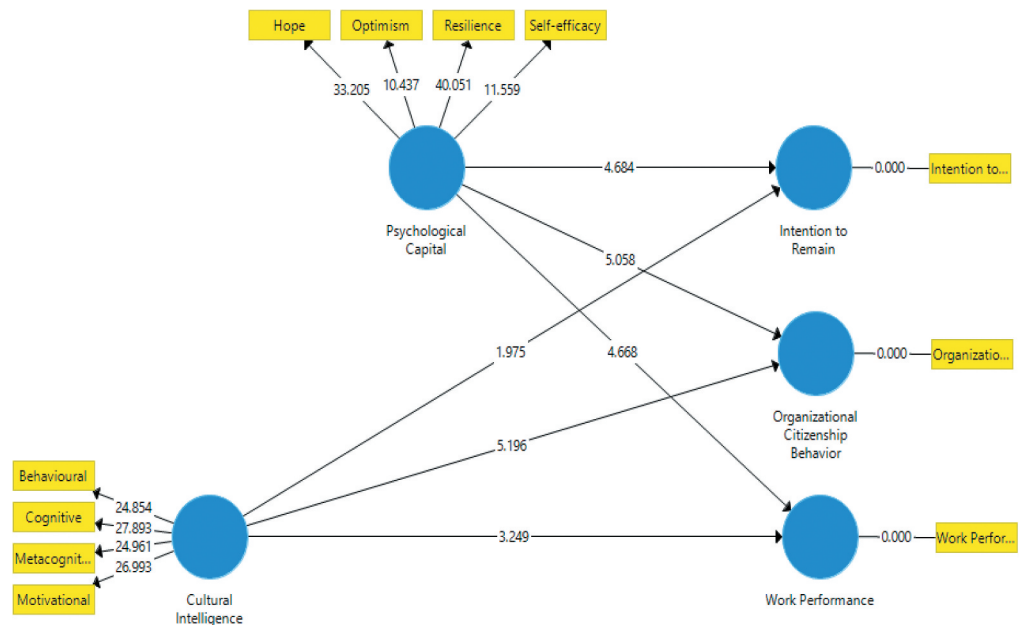 Hope
Optimism
Resilience
Self-efficacy
33.205
10.437
40.051
11.559
Psychological
Capital
4.684
0.000
Intention to...
Intention to
Remain
5.058
1.975
4.668
0.000
Organizatio...
Organizational
Citizenship
Behavior
5.196
Behavioural
Cognitive
Metacognit...
Motivational
24.854
27.893
24.961
26.993
Cultural
Intelligence
3.249
0.000
Work Perfor...
Work Performance